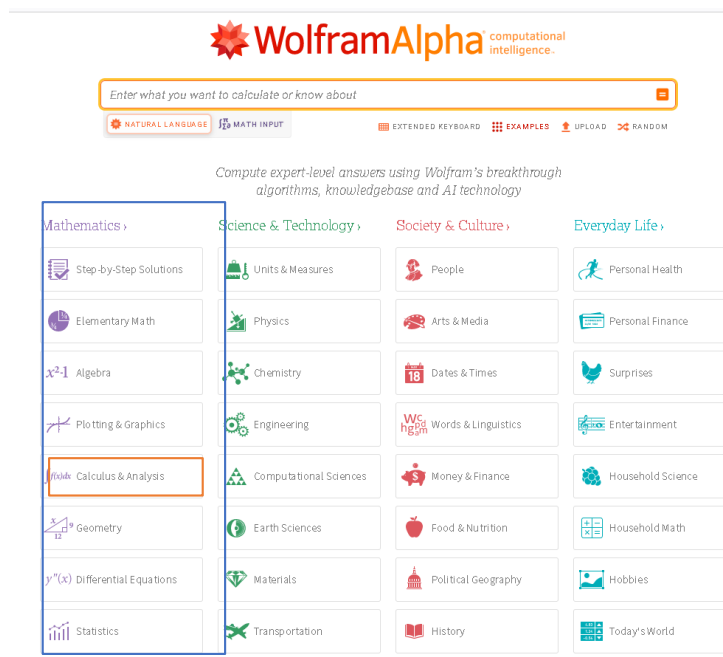 WolframAlpha computational intelligence.
Enter what you want to calculate or know about
NATURAL LANGUAGE MATH INPUT EXTENDED KEYBOARD EXAMPLES UPLOAD RANDOM
Compute expert-level answers using Wolfram's breakthrough
algorithms, knowledgebase and AI technology
Mathematics ›
Step-by-Step Solutions
Elementary Math
x²-1 Algebra
Plotting & Graphics
∫f(x)dx Calculus & Analysis
x 9 12 Geometry
y″(x) Differential Equations
Statistics
Science & Technology ›
Units & Measures
Physics
Chemistry
Engineering
Computational Sciences
Earth Sciences
Materials
Transportation
Society & Culture ›
People
Arts & Media
18 Dates & Times
Words & Linguistics
Money & Finance
Food & Nutrition
Political Geography
History
Everyday Life ›
Personal Health
Personal Finance
Surprises
Entertainment
Household Science
Household Math
Hobbies
Today's World